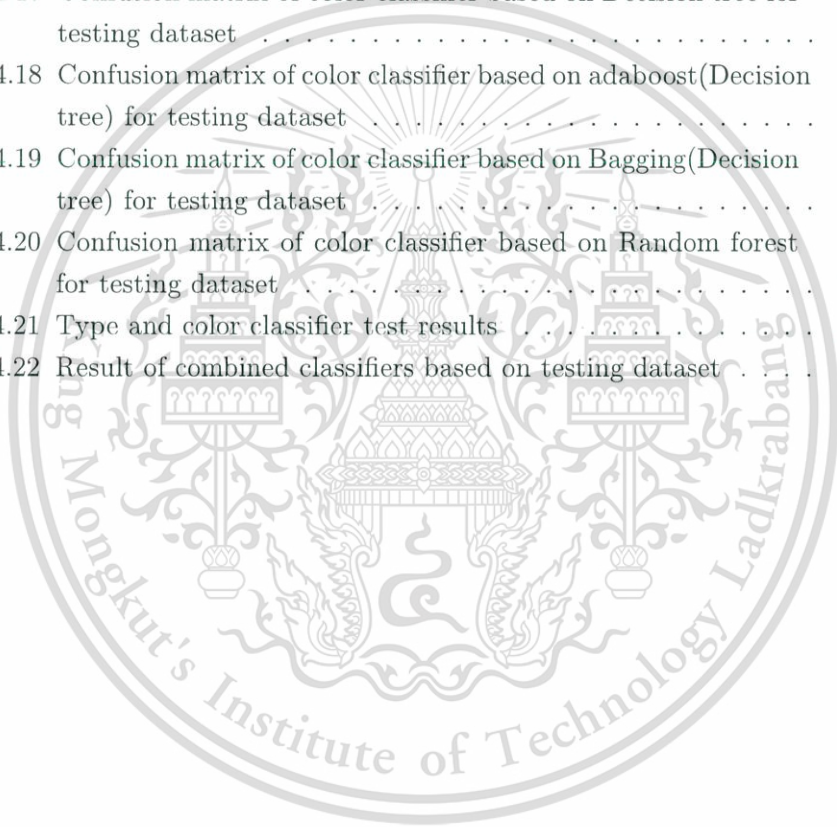 testing dataset . . . . . . . . . . . . . . . . . . . . . . . . . . .
4.18 Confusion matrix of color classifier based on adaboost(Decision
tree) for testing dataset . . . . . . . . . . . . . . . . . . . . .
4.19 Confusion matrix of color classifier based on Bagging(Decision
tree) for testing dataset . . . . . . . . . . . . . . . . . . . . .
4.20 Confusion matrix of color classifier based on Random forest
for testing dataset . . . . . . . . . . . . . . . . . . . . . . . .
4.21 Type and color classifier test results . . . . . . . . . . . . . .
4.22 Result of combined classifiers based on testing dataset . . . .
Mongkut's Institute of Technology Ladkrabang